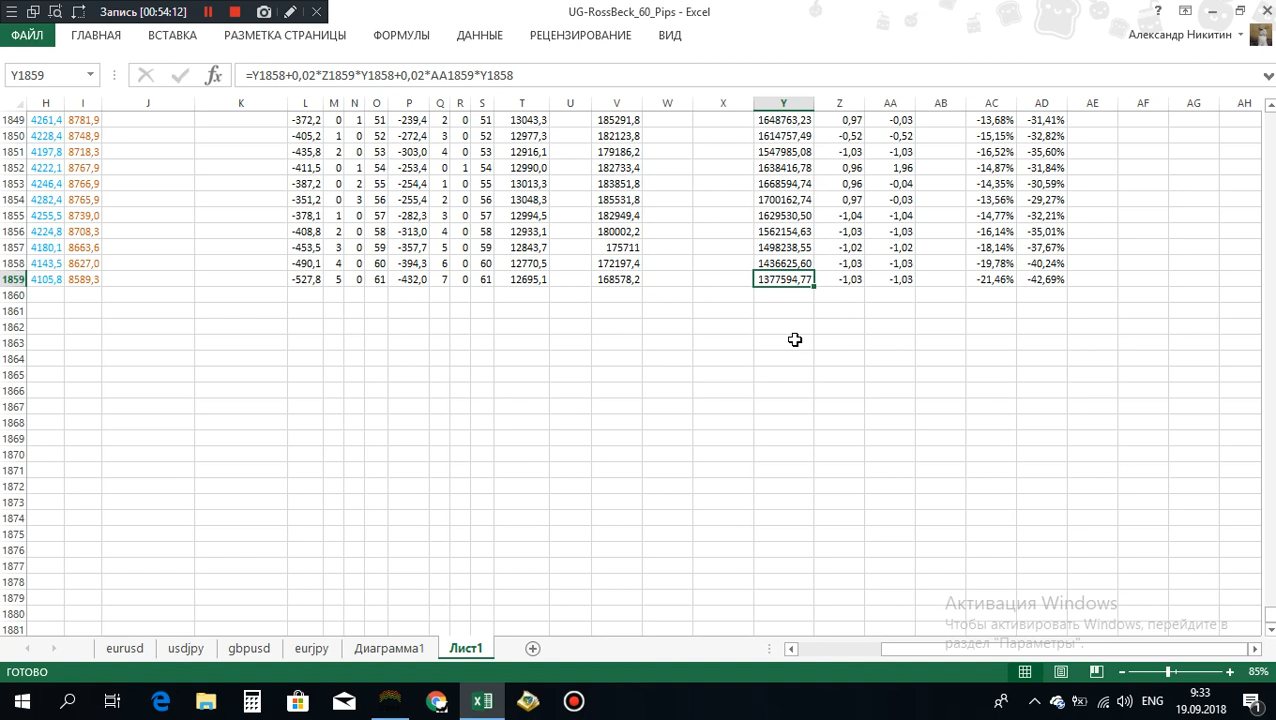 Запись (00:54:12)
UG-RossBeck_60_Pips - Excel
?
ФАЙЛ ГЛАВНАЯ ВСТАВКА РАЗМЕТКА СТРАНИЦЫ ФОРМУЛЫ ДАННЫЕ РЕЦЕНЗИРОВАНИЕ ВИД Александр Никитин
Y1859 fx =Y1858+0,02*Z1859*Y1858+0,02*AA1859*Y1858
H I J K L M N O P Q R S T U V W X Y Z AA AB AC AD AE AF AG AH
1849 4261,4 8781,9 -372,2 0 1 51 -239,4 2 0 51 13043,3 185291,8 1648763,23 0,97 -0,03 -13,68% -31,41%
1850 4228,4 8748,9 -405,2 1 0 52 -272,4 3 0 52 12977,3 182123,8 1614757,49 -0,52 -0,52 -15,15% -32,82%
1851 4197,8 8718,3 -435,8 2 0 53 -303,0 4 0 53 12916,1 179186,2 1547985,08 -1,03 -1,03 -16,52% -35,60%
1852 4222,1 8767,9 -411,5 0 1 54 -253,4 0 1 54 12990,0 182733,4 1638416,78 0,96 1,96 -14,87% -31,84%
1853 4246,4 8766,9 -387,2 0 2 55 -254,4 1 0 55 13013,3 183851,8 1668594,74 0,96 -0,04 -14,35% -30,59%
1854 4282,4 8765,9 -351,2 0 3 56 -255,4 2 0 56 13048,3 185531,8 1700162,74 0,97 -0,03 -13,56% -29,27%
1855 4255,5 8739,0 -378,1 1 0 57 -282,3 3 0 57 12994,5 182949,4 1629530,50 -1,04 -1,04 -14,77% -32,21%
1856 4224,8 8708,3 -408,8 2 0 58 -313,0 4 0 58 12933,1 180002,2 1562154,63 -1,03 -1,03 -16,14% -35,01%
1857 4180,1 8663,6 -453,5 3 0 59 -357,7 5 0 59 12843,7 175711 1498238,55 -1,02 -1,02 -18,14% -37,67%
1858 4143,5 8627,0 -490,1 4 0 60 -394,3 6 0 60 12770,5 172197,4 1436625,60 -1,03 -1,03 -19,78% -40,24%
1859 4105,8 8589,3 -527,8 5 0 61 -432,0 7 0 61 12695,1 168578,2 1377594,77 -1,03 -1,03 -21,46% -42,69%
1860
1861
1862
1863
1864
1865
1866
1867
1868
1869
1870
1871
1872
1873
1874
1875
1876
1877
1878
1879
1880
1881
Активация Windows
Чтобы активировать Windows, перейдите в
раздел "Параметры".
eurusd usdjpy gbpusd eurjpy Диаграмма1 Лист1
ГОТОВО 85%
ENG 9:33
19.09.2018
1